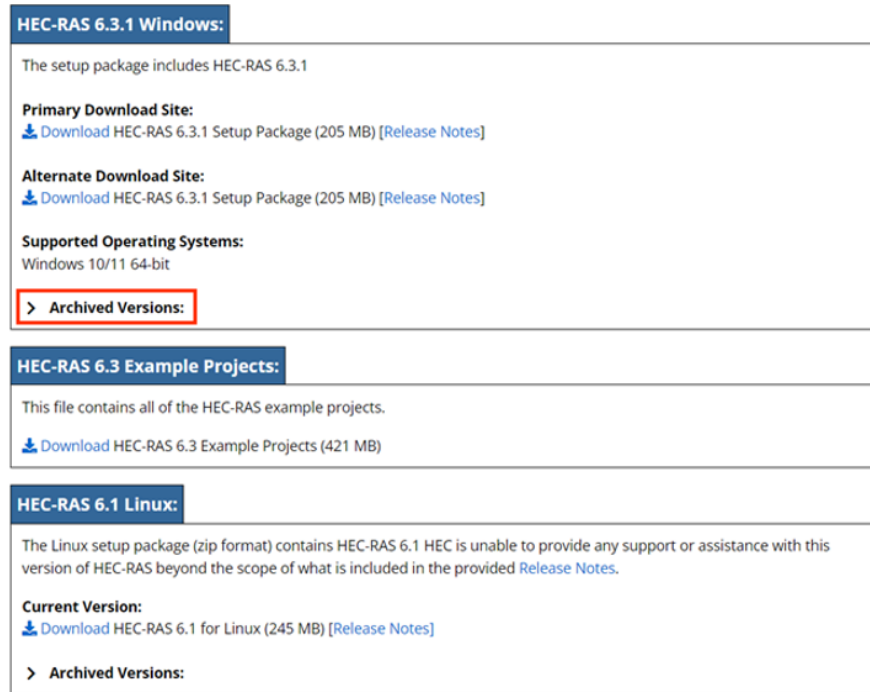 HEC-RAS 6.3.1 Windows:
The setup package includes HEC-RAS 6.3.1
Primary Download Site:
Download HEC-RAS 6.3.1 Setup Package (205 MB) [Release Notes]
Alternate Download Site:
Download HEC-RAS 6.3.1 Setup Package (205 MB) [Release Notes]
Supported Operating Systems:
Windows 10/11 64-bit
Archived Versions:
HEC-RAS 6.3 Example Projects:
This file contains all of the HEC-RAS example projects.
Download HEC-RAS 6.3 Example Projects (421 MB)
HEC-RAS 6.1 Linux:
The Linux setup package (zip format) contains HEC-RAS 6.1 HEC is unable to provide any support or assistance with this
version of HEC-RAS beyond the scope of what is included in the provided Release Notes.
Current Version:
Download HEC-RAS 6.1 for Linux (245 MB) [Release Notes]
Archived Versions: